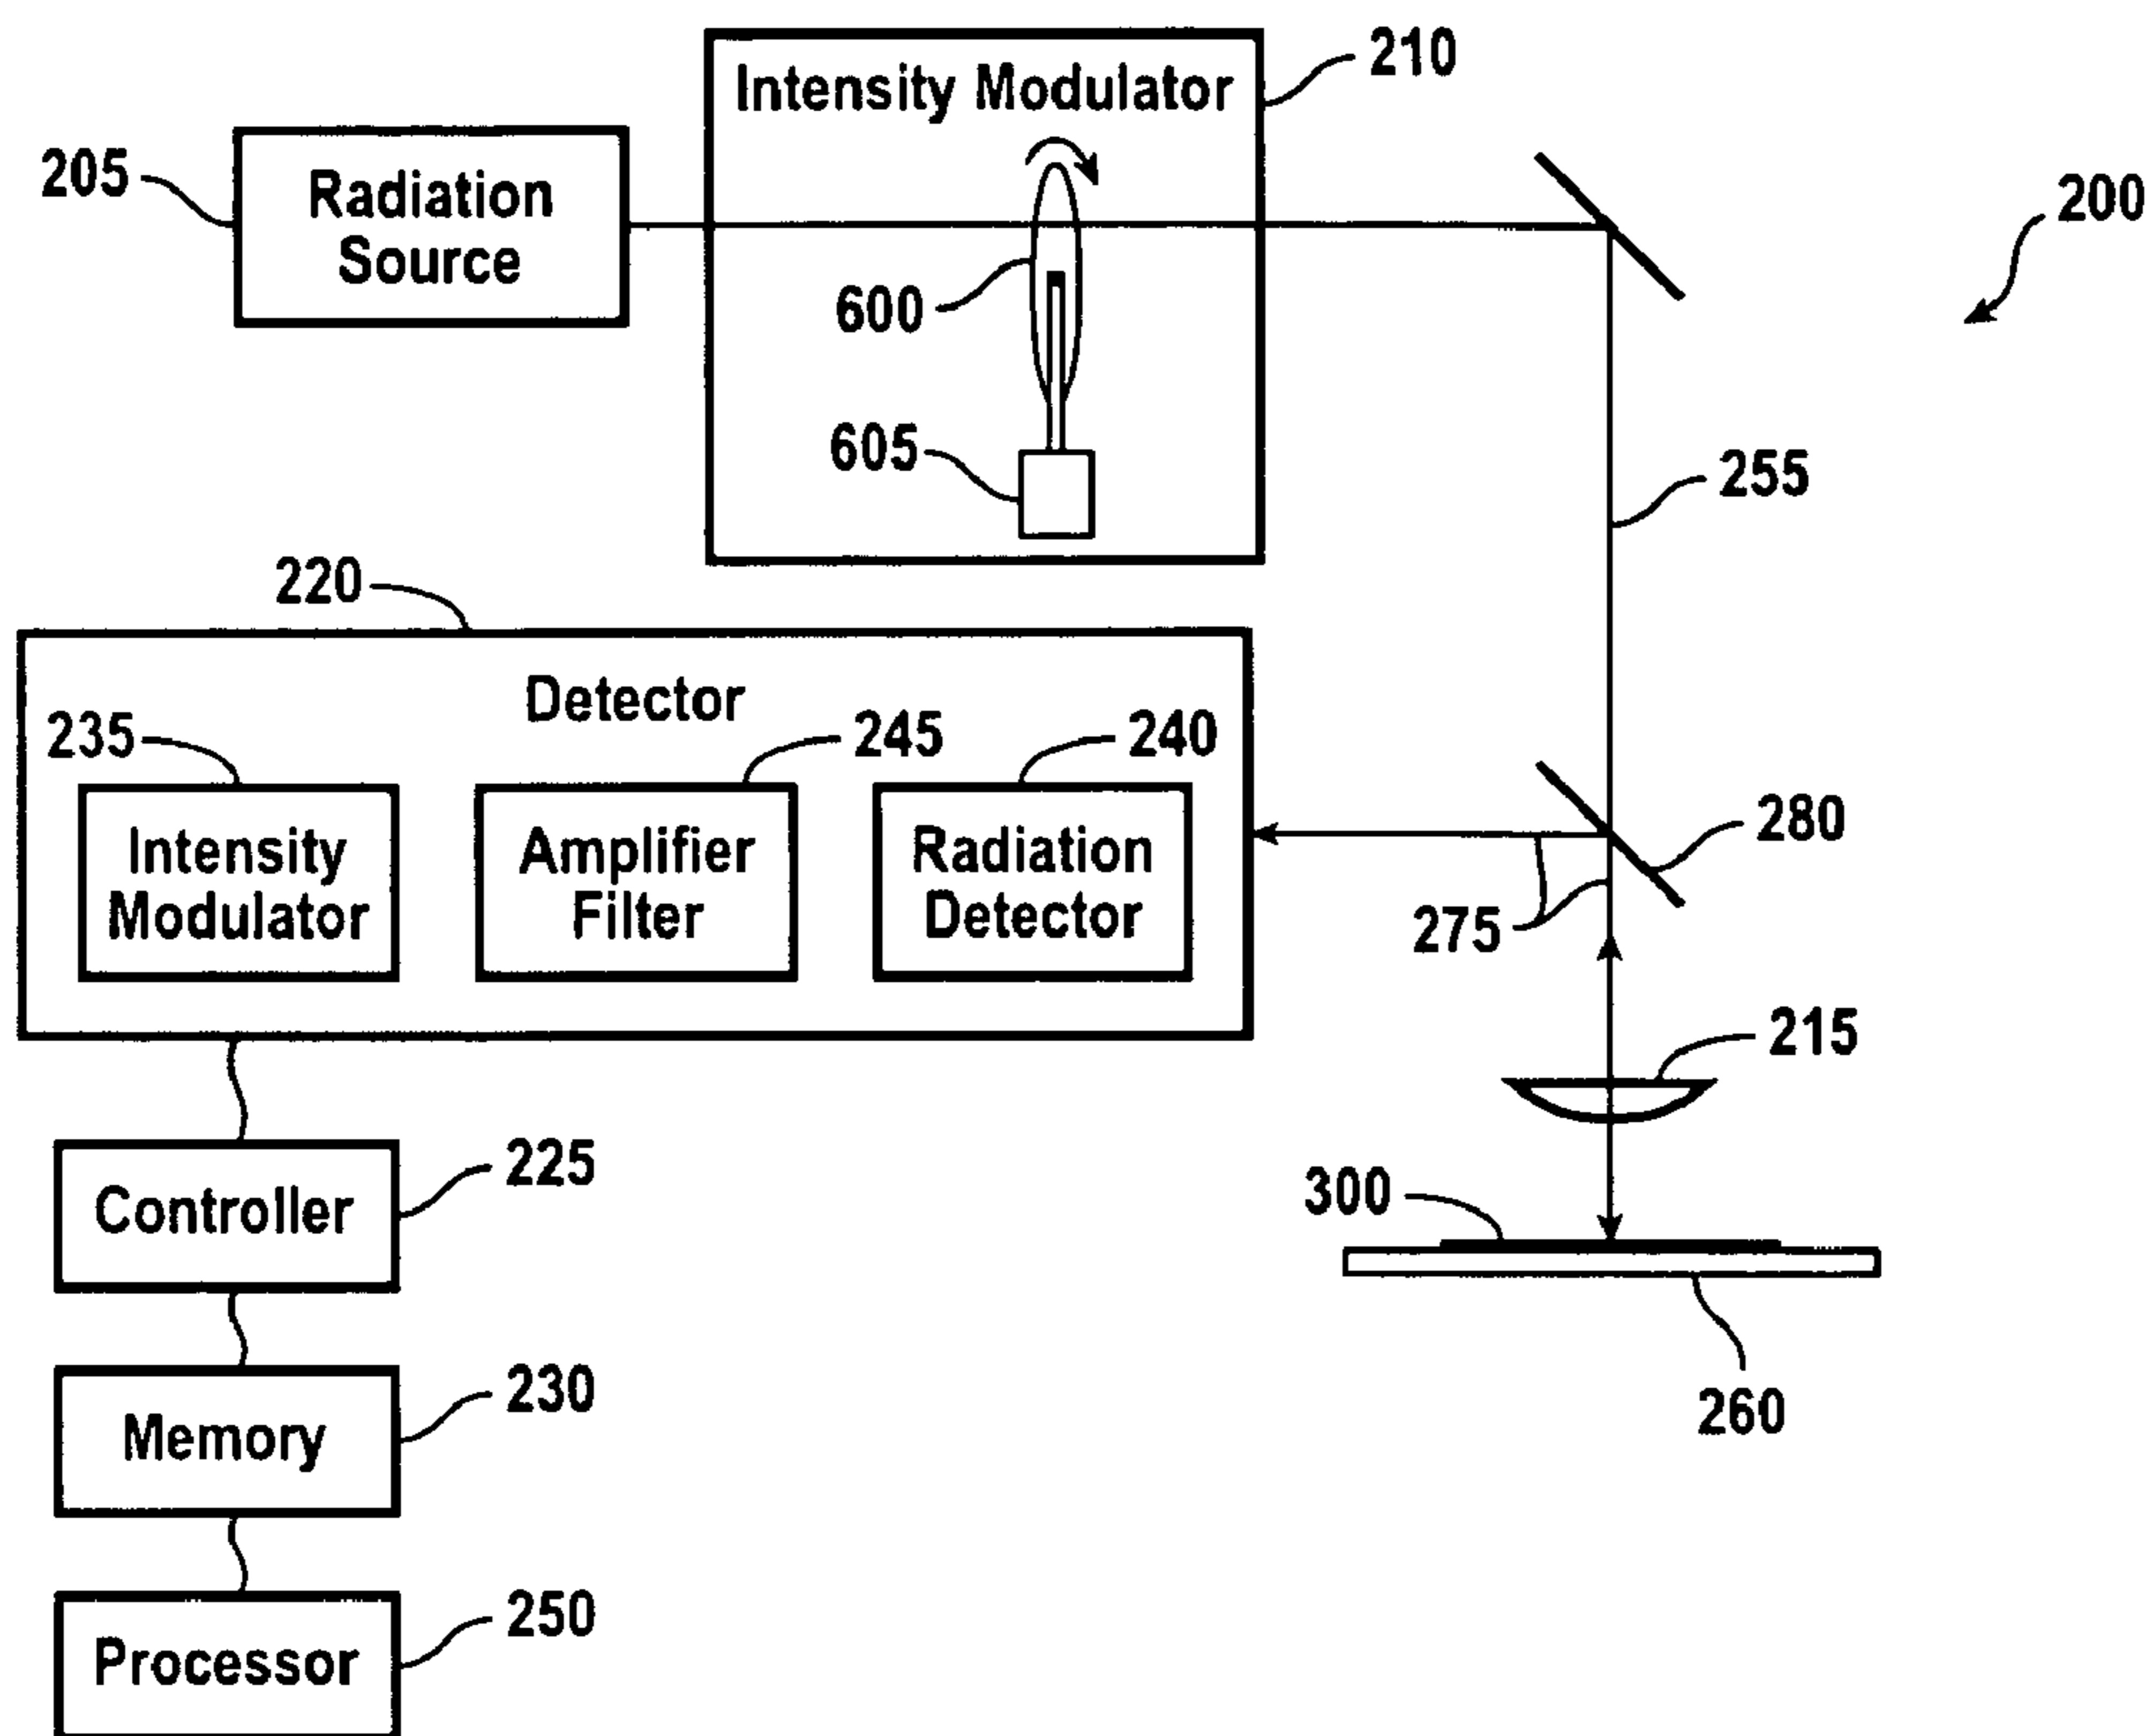 210
Intensity Modulator
205
Radiation
Source
200
600
605
255
220
Detector
235
245
240
Intensity
Modulator
Amplifier
Filter
Radiation
Detector
280
275
215
225
Controller
300
260
230
Memory
250
Processor